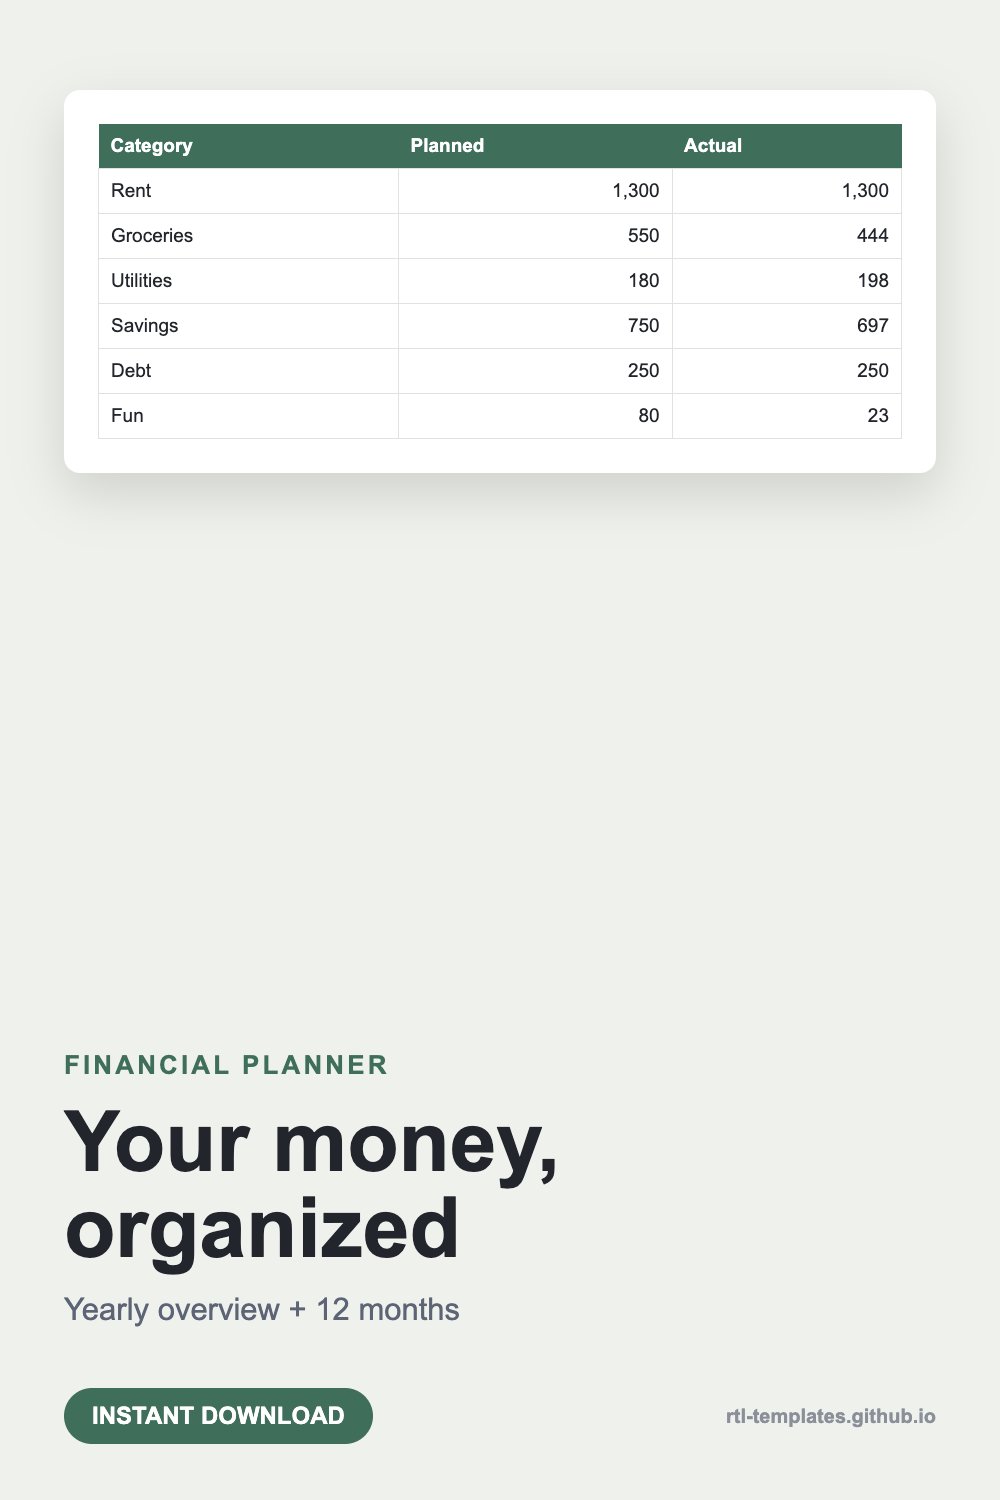 Category Planned Actual
Rent 1,300 1,300
Groceries 550 444
Utilities 180 198
Savings 750 697
Debt 250 250
Fun 80 23
FINANCIAL PLANNER
Your money,
organized
Yearly overview + 12 months
INSTANT DOWNLOAD
rtl-templates.github.io